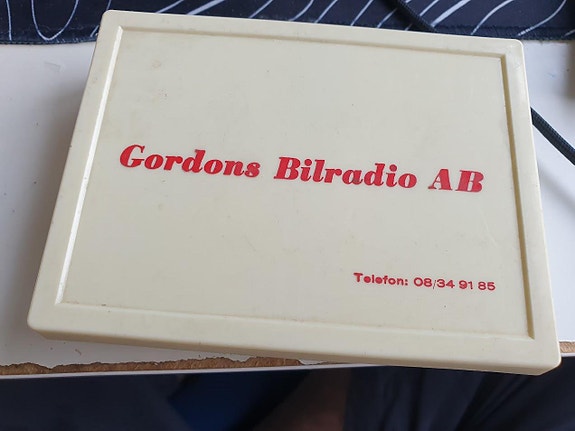 Gordons Bilradio AB
Telefon: 08/34 91 85